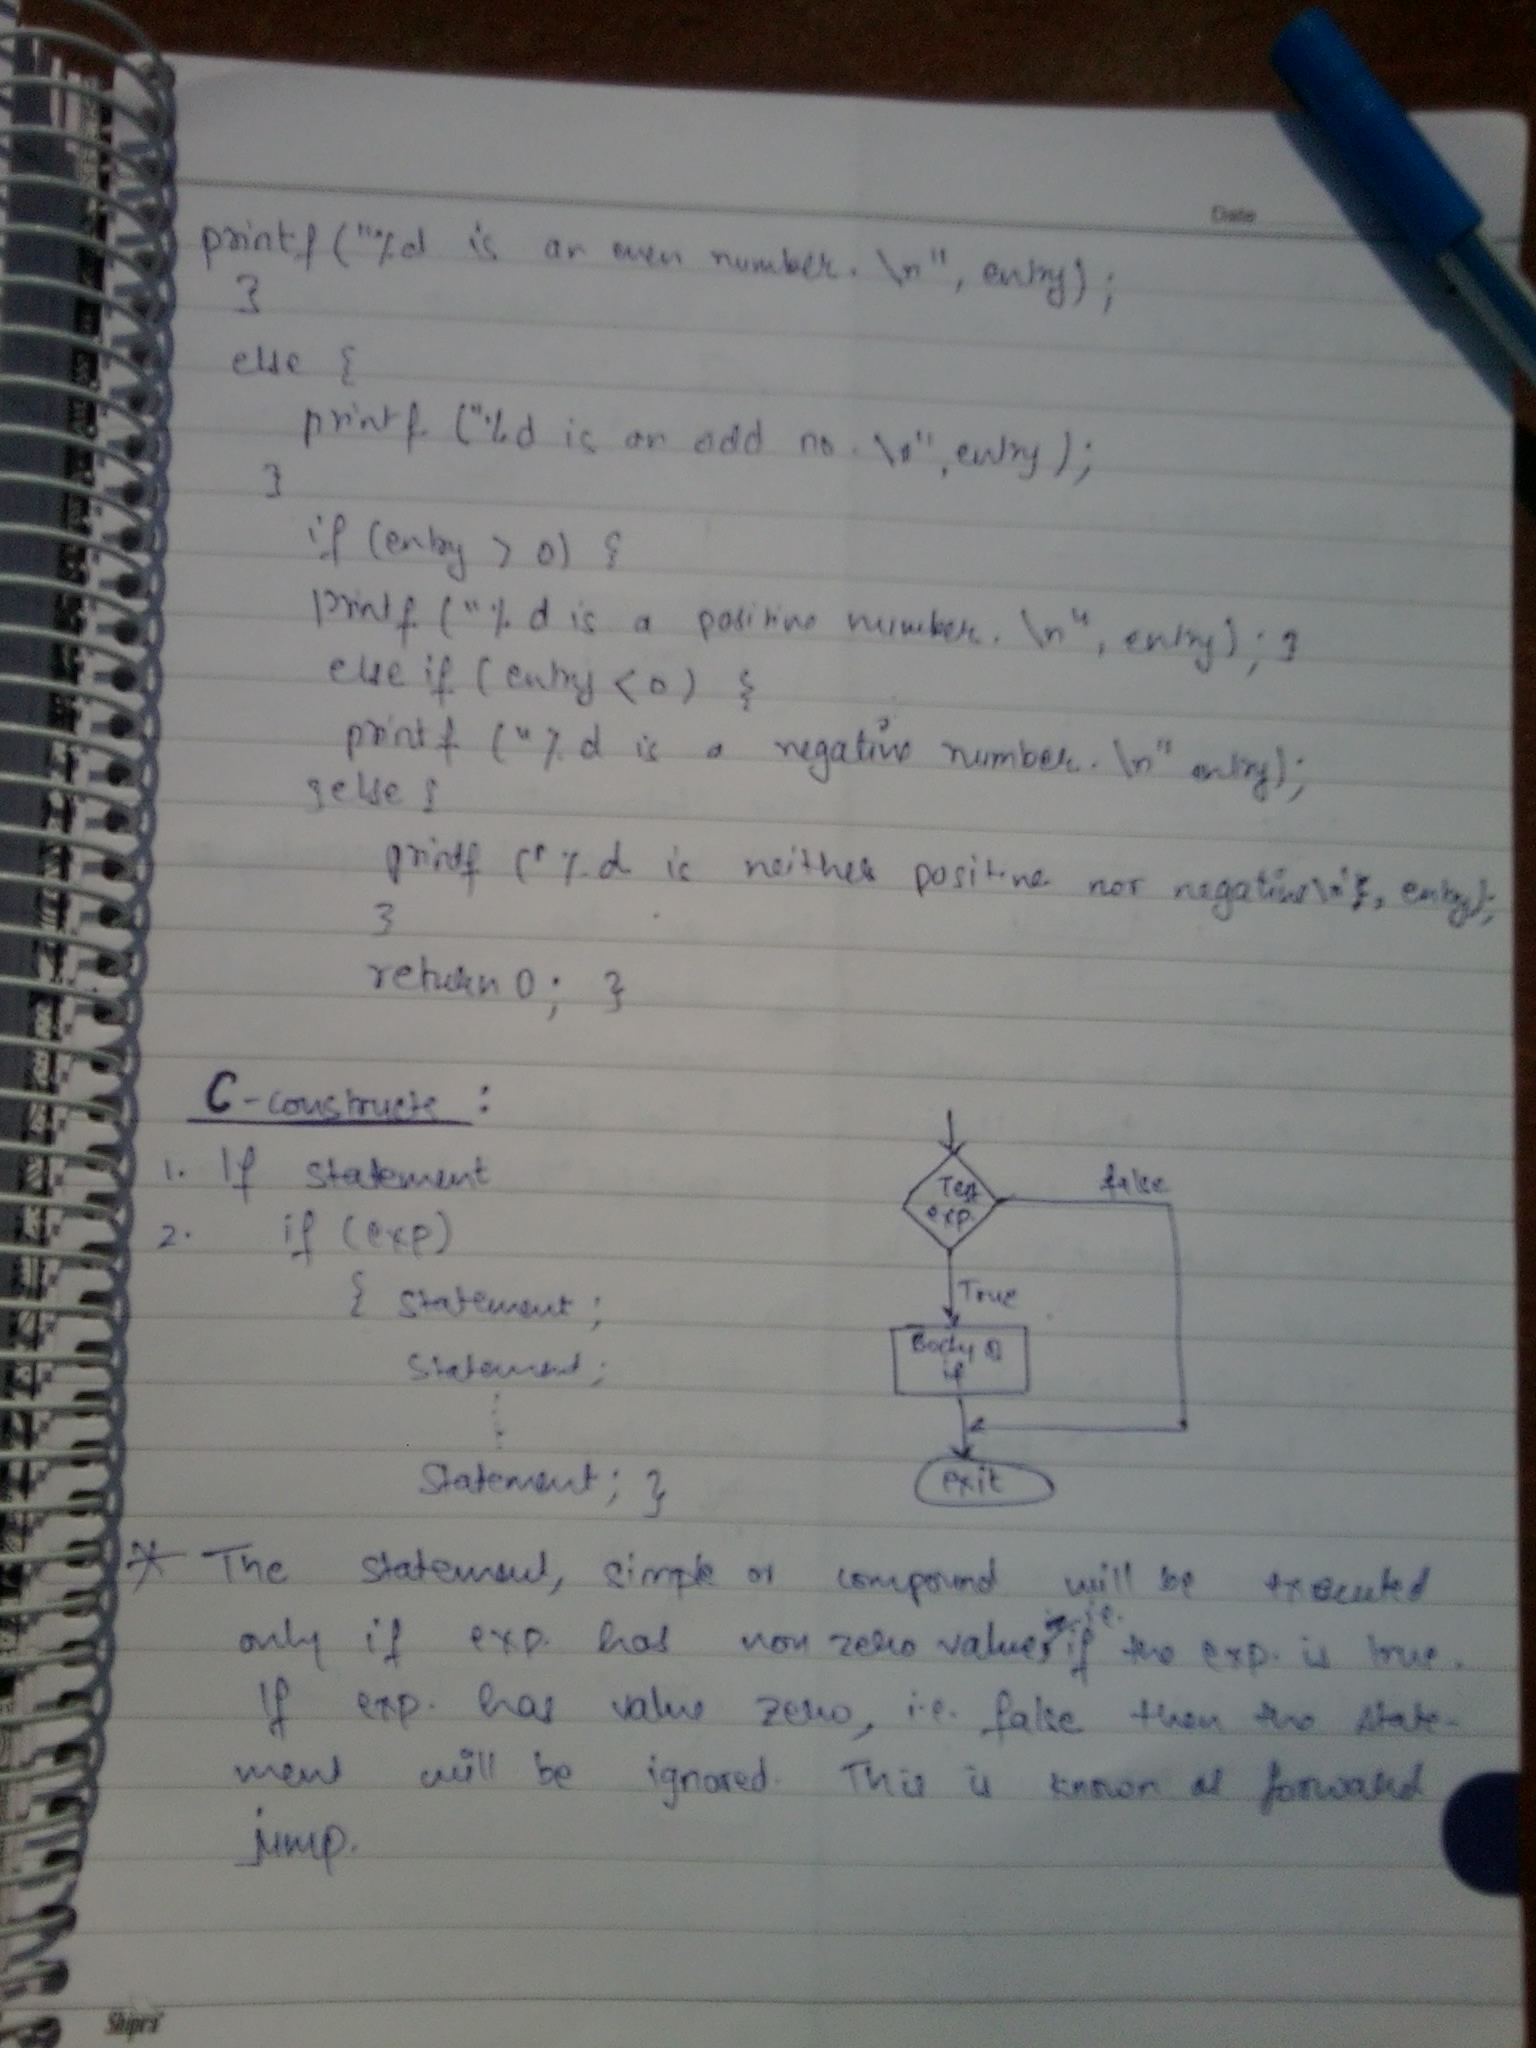 Date
printf ("%d is an even number. \n", entry);
}
else {
printf ("%d is an odd no. \n", entry);
}
if (entry > 0) {
printf ("%d is a positive number. \n", entry); }
else if (entry < 0) {
printf ("%d is a negative number. \n" entry);
} else {
printf ("%d is neither positive nor negative\n", entry);
}
return 0; }
C-constructs :
1. If statement
2. if (exp)
{ statement;
statement;
statement; }
Test
exp.
false
True
Body of
if
exit
* The statement, simple or compound will be executed
only if exp. has non zero values i.e. if the exp. is true.
If exp. has value zero, i.e. false then the state-
ment will be ignored. This is known as forward
jump.
Shipra